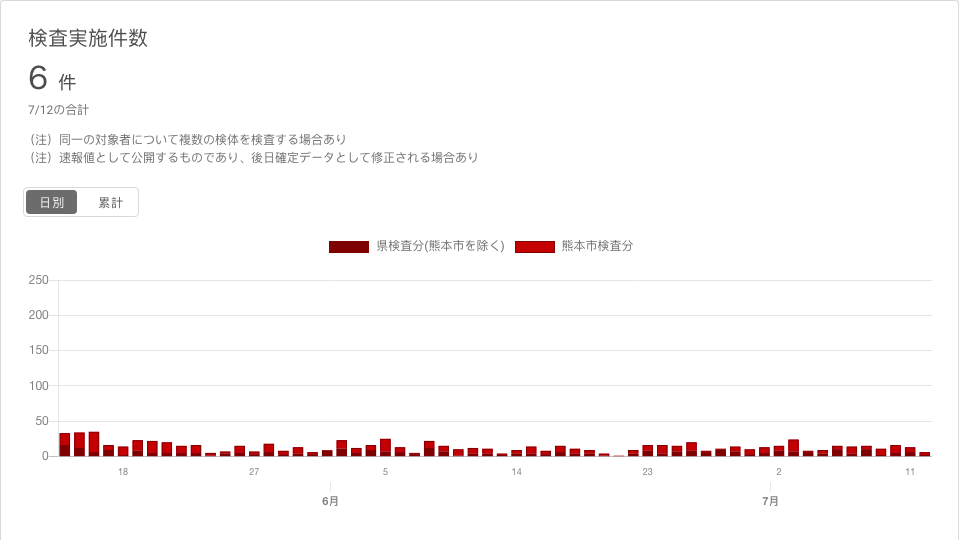 検査実施件数
6 件
7/12の合計
（注）同一の対象者について複数の検体を検査する場合あり
（注）速報値として公開するものであり、後日確定データとして修正される場合あり
日別 累計
県検査分(熊本市を除く) 熊本市検査分
250
200
150
100
50
0
18 27 5 14 23 2 11
6月 7月